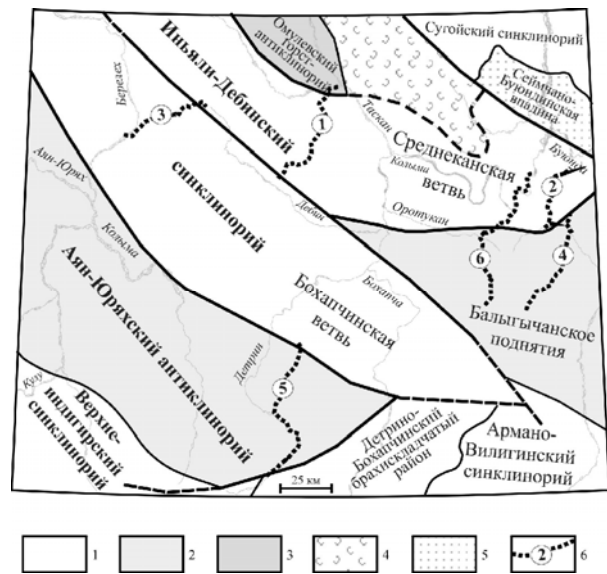 Омулевский
горст-
антиклинорий
Сугойский синклинорий
Сеймчано-
Буюндинская
впадина
Иньяли-Дебинский
синклинорий
Берелех
3
1
Таскан
Среднеканская
ветвь
Колыма
Буюнда
2
Аян-Юрях
Колыма
Дебин
Оротукан
6
4
Балыгычанское
поднятия
Аян-Юряхский антиклинорий
Бохапча
Бохапчинская
ветвь
Детрин
5
Кулу
Верхне-
индигирский
синклинорий
Детрино-
Бохапчинский
брахискладчатый
район
Армано-
Вилигинский
синклинорий
25 км
1 2 3 4 5 2 6